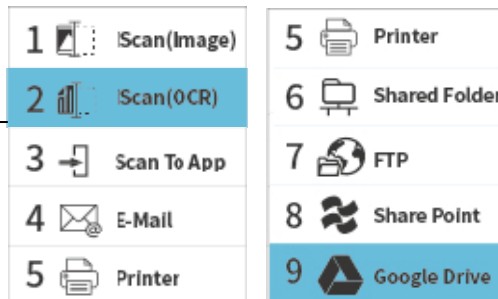 1 Scan(Image)
2 Scan(OCR)
3 Scan To App
4 E-Mail
5 Printer
5 Printer
6 Shared Folder
7 FTP
8 Share Point
9 Google Drive